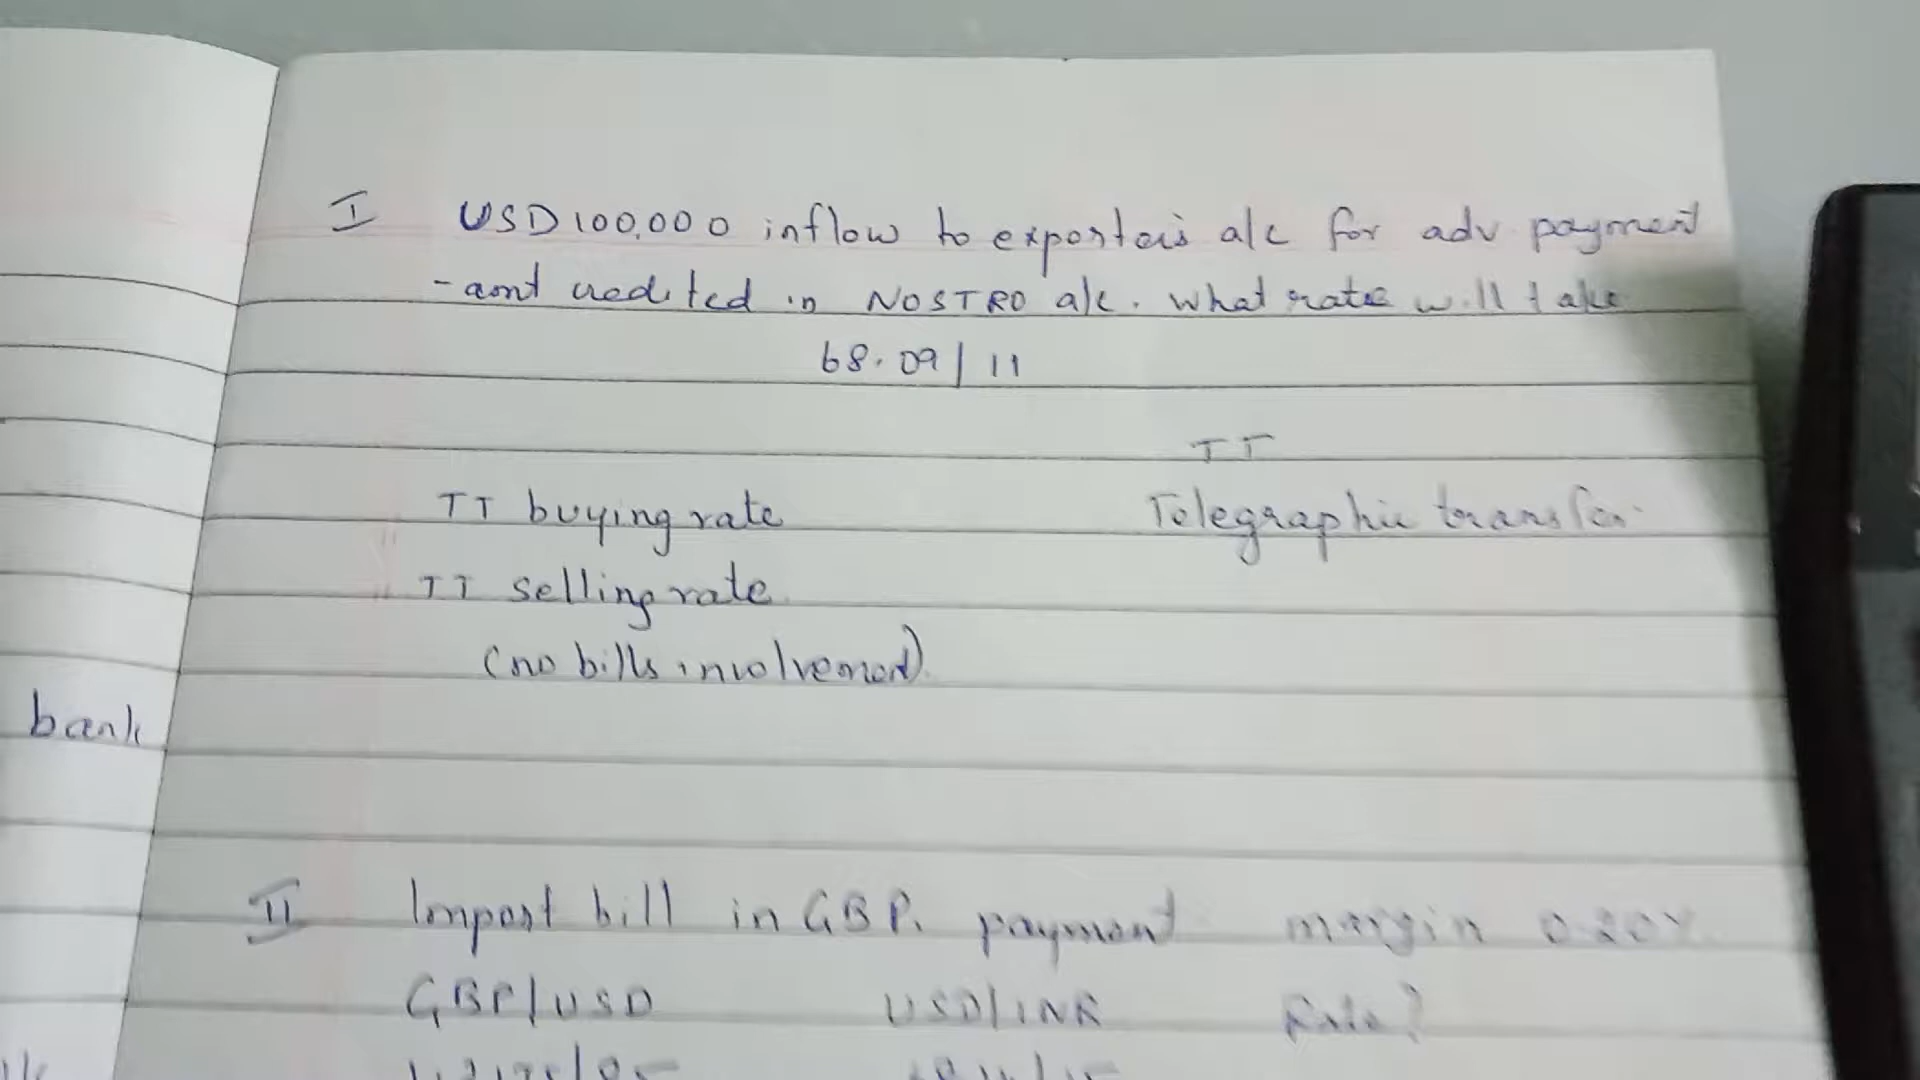 bank
I USD 100,000 inflow to exporter's a/c for adv payment
- amt credited in NOSTRO a/c. What rate will take
68.09 / 11
TT
TT buying rate Telegraphic transfer
TT selling rate
(no bills involvement).
II Import bill in GBP. payment margin 0.20%
GBP/USD USD/INR Rate?